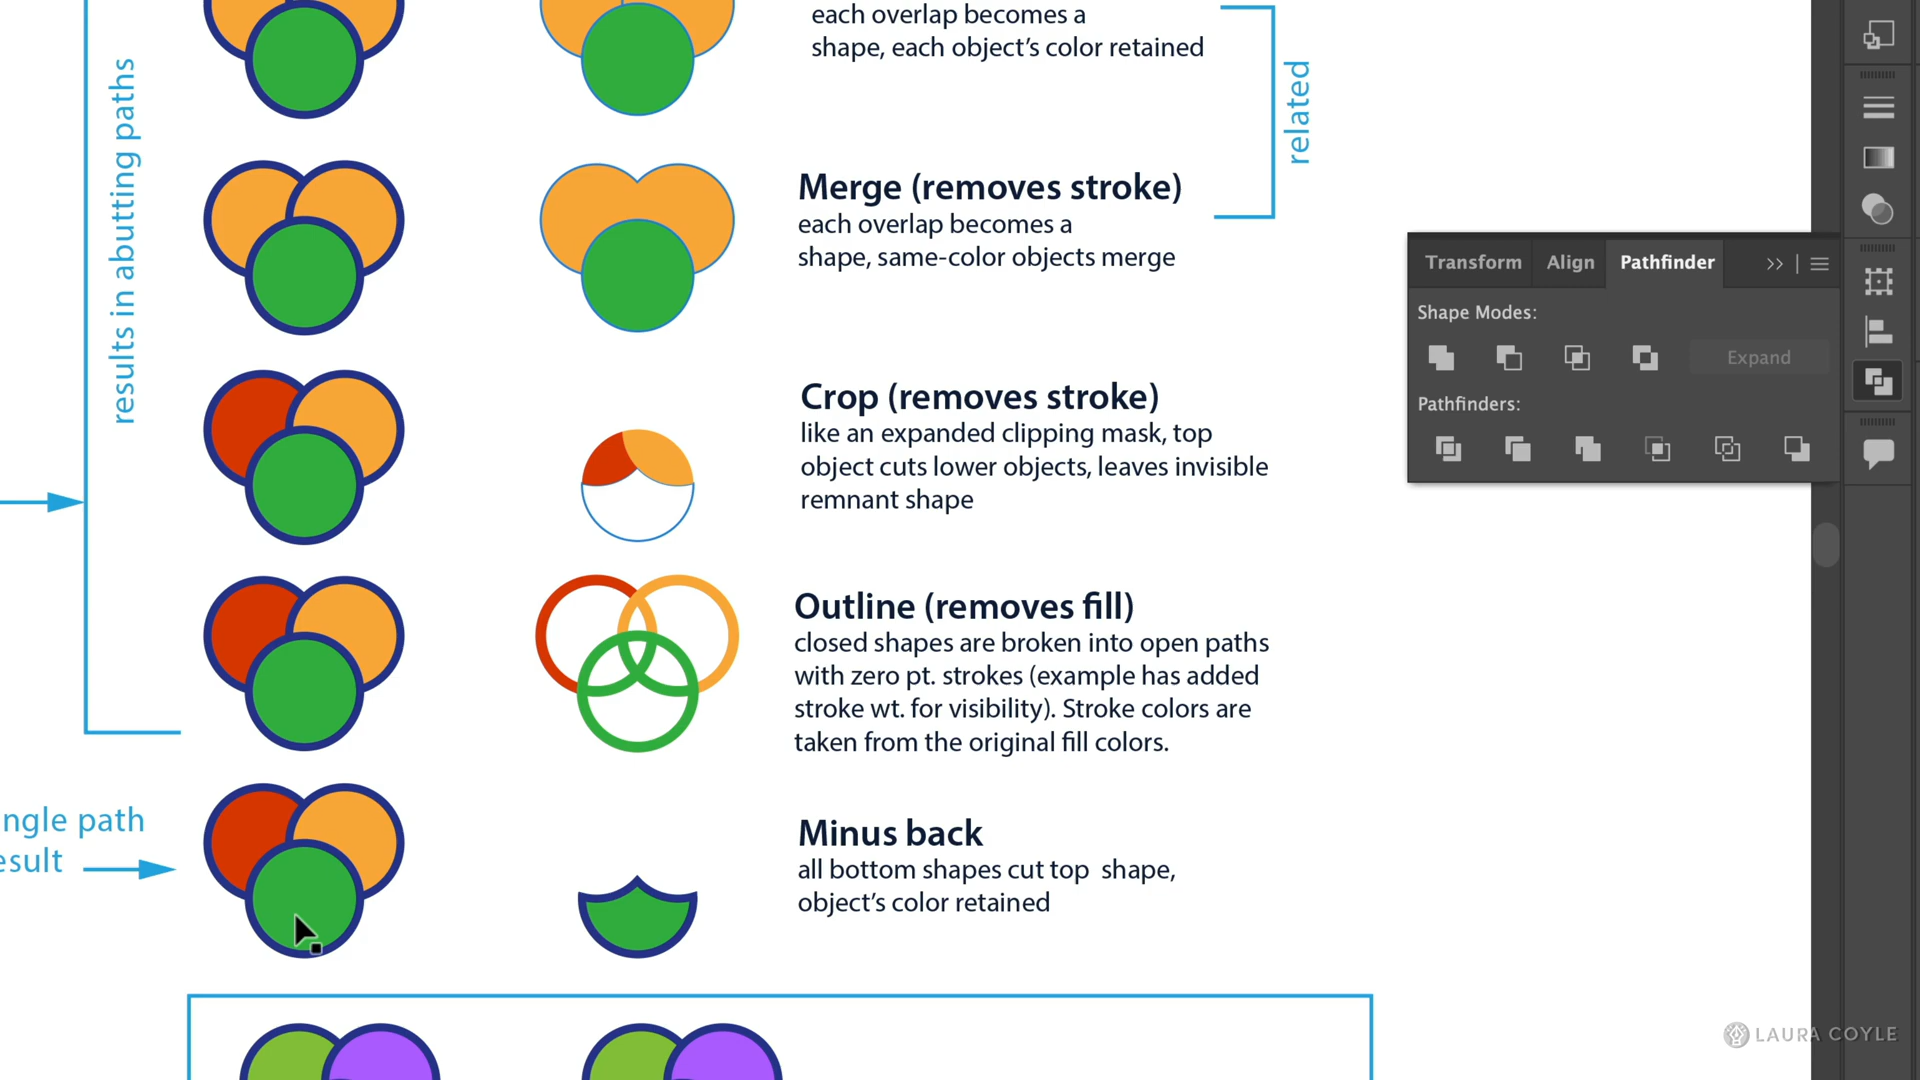 each overlap becomes a
shape, each object's color retained
related
results in abutting paths
Merge (removes stroke)
each overlap becomes a
shape, same-color objects merge
Transform
Align
Pathfinder
Shape Modes:
Expand
Pathfinders:
Crop (removes stroke)
like an expanded clipping mask, top
object cuts lower objects, leaves invisible
remnant shape
Outline (removes fill)
closed shapes are broken into open paths
with zero pt. strokes (example has added
stroke wt. for visibility). Stroke colors are
taken from the original fill colors.
ngle path
esult
Minus back
all bottom shapes cut top  shape,
object's color retained
LAURA COYLE